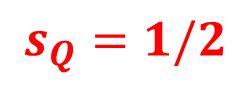 s_Q = 1/2